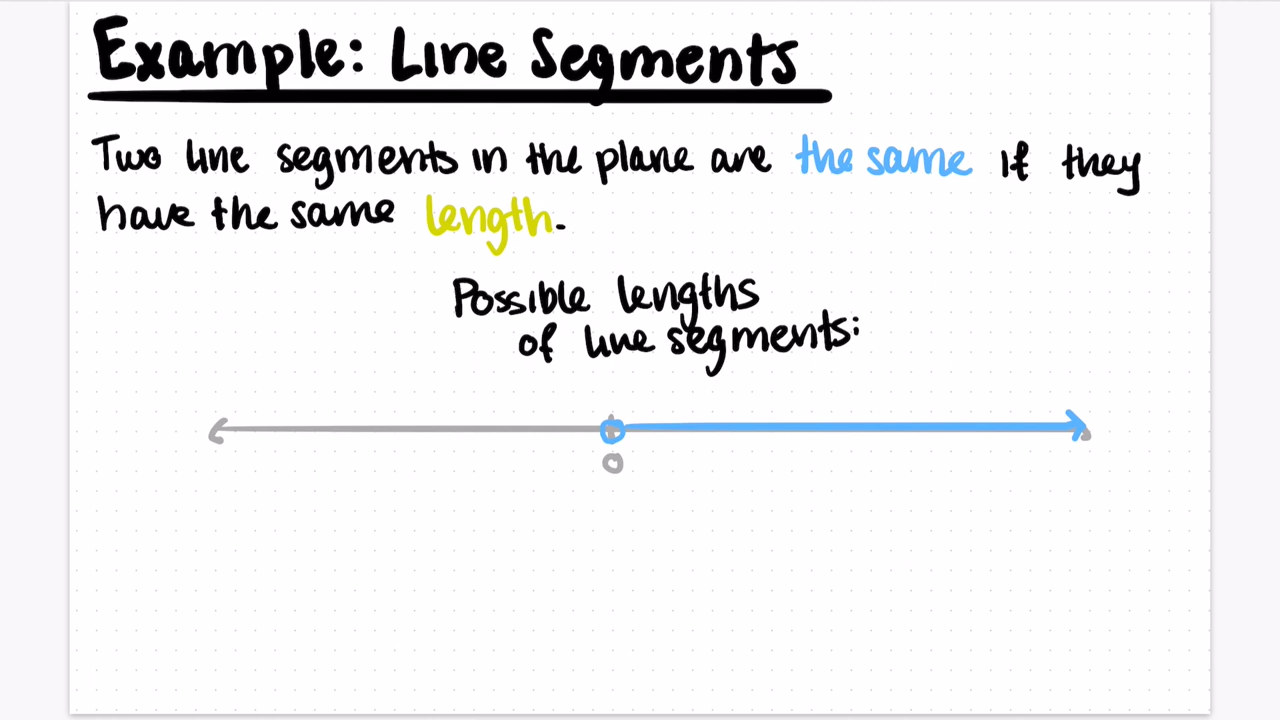 Example: Line Segments
Two line segments in the plane are the same if they
have the same length.
Possible lengths
of line segments:
0